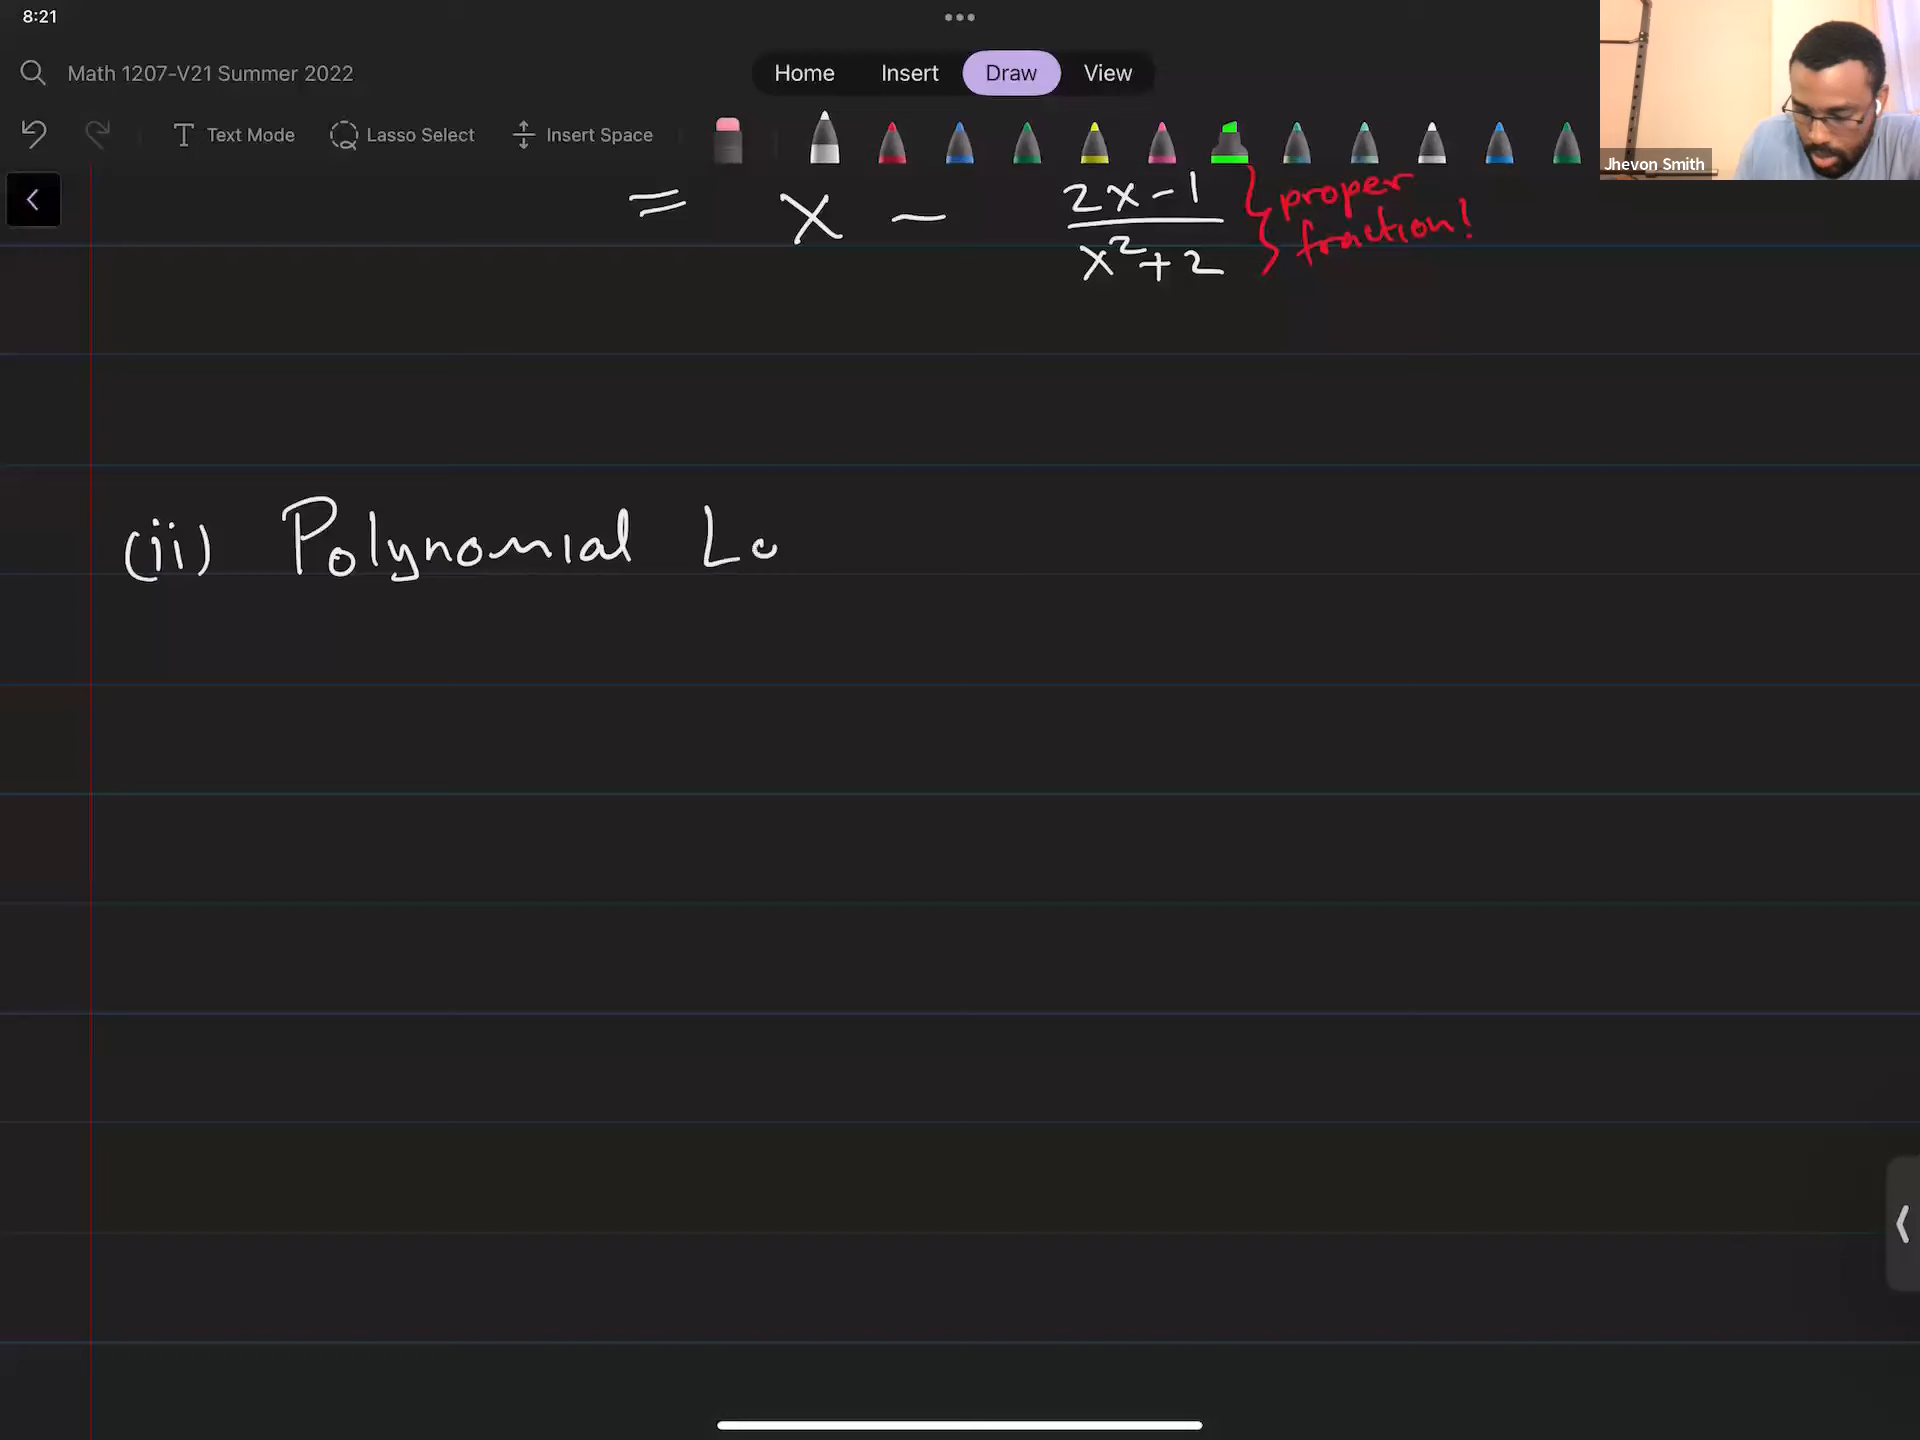 8:21
Math 1207-V21 Summer 2022
Home Insert Draw View
Text Mode Lasso Select Insert Space
Jhevon Smith
= x - (2x-1)/(x²+2) } proper
fraction!
(ii) Polynomial Lo